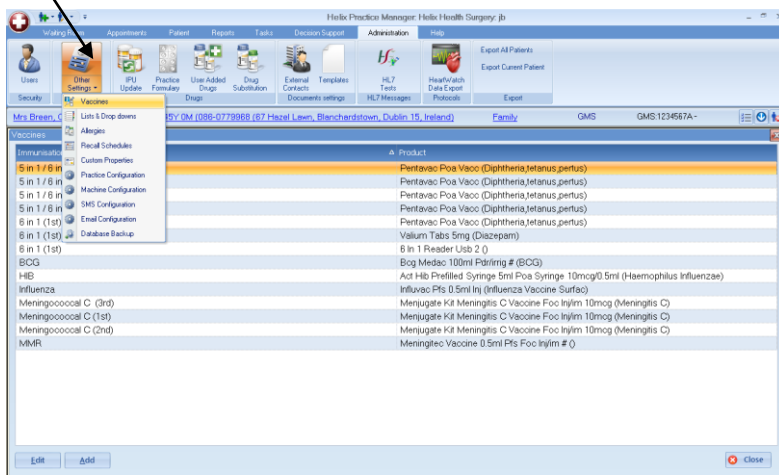 Helix Practice Manager: Helix Health Surgery: jb
Waiting Room Appointments Patient Reports Tasks Decision Support Administration Help
Users
Other Settings
IPU Update
Practice Formulary
User Added Drugs
Drug Substitution
External Contacts
Templates
HL7 Tests
HeartWatch Data Export
Export All Patients
Export Current Patient
Security Drugs Documents settings HL7 Messages Protocols Export
Vaccines
Lists & Drop downs
Allergies
Recall Schedules
Custom Properties
Practice Configuration
Machine Configuration
SMS Configuration
Email Configuration
Database Backup
Mrs Breen, 45Y 0M (086-0779968 (67 Hazel Lawn, Blanchardstown, Dublin 15, Ireland) Family GMS GMS:1234567A-
Vaccines
Immunisation Product
5 in 1 / 6 in Pentavac Poa Vacc (Diphtheria,tetanus,pertus)
5 in 1 / 6 in Pentavac Poa Vacc (Diphtheria,tetanus,pertus)
5 in 1 / 6 in Pentavac Poa Vacc (Diphtheria,tetanus,pertus)
5 in 1 / 6 in Pentavac Poa Vacc (Diphtheria,tetanus,pertus)
6 in 1 (1st) Pentavac Poa Vacc (Diphtheria,tetanus,pertus)
6 in 1 (1st) Valium Tabs 5mg (Diazepam)
6 in 1 (1st) 6 In 1 Reader Usb 2 ()
BCG Bcg Medac 100ml Pdr/irrig # (BCG)
HIB Act Hib Prefilled Syringe 5ml Poa Syringe 10mcg/0.5ml (Haemophilus Influenzae)
Influenza Influvac Pfs 0.5ml Inj (Influenza Vaccine Surfac)
Meningococcal C (3rd) Menjugate Kit Meningitis C Vaccine Foc Inj/im 10mcg (Meningitis C)
Meningococcal C (1st) Menjugate Kit Meningitis C Vaccine Foc Inj/im 10mcg (Meningitis C)
Meningococcal C (2nd) Menjugate Kit Meningitis C Vaccine Foc Inj/im 10mcg (Meningitis C)
MMR Meningitec Vaccine 0.5ml Pfs Foc Inj/im # ()
Edit Add Close